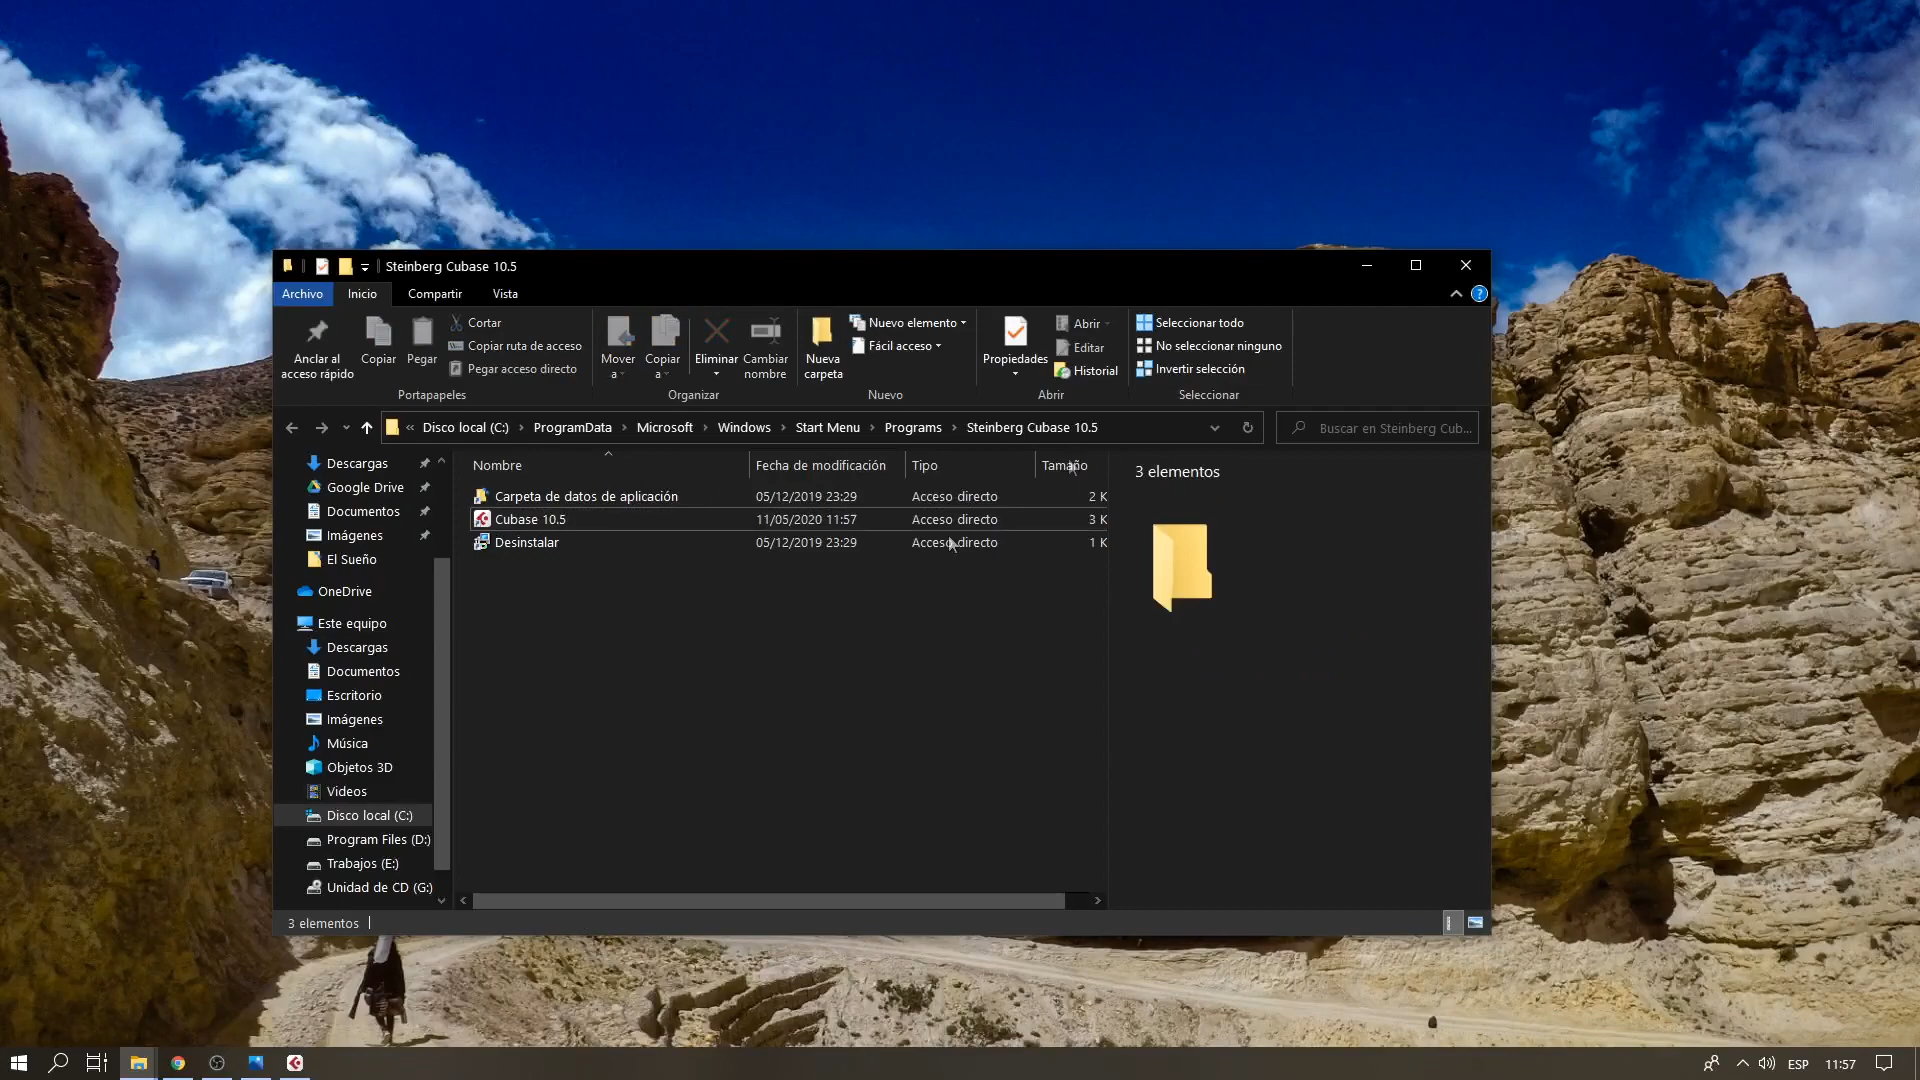 Steinberg Cubase 10.5
Archivo Inicio Compartir Vista
Anclar al acceso rápido
Copiar
Pegar
Cortar
Copiar ruta de acceso
Pegar acceso directo
Portapapeles
Mover a
Copiar a
Eliminar
Cambiar nombre
Organizar
Nueva carpeta
Nuevo elemento
Fácil acceso
Nuevo
Propiedades
Abrir
Editar
Historial
Abrir
Seleccionar todo
No seleccionar ninguno
Invertir selección
Seleccionar
« Disco local (C:) › ProgramData › Microsoft › Windows › Start Menu › Programs › Steinberg Cubase 10.5
Buscar en Steinberg Cub...
Descargas
Google Drive
Documentos
Imágenes
El Sueño
OneDrive
Este equipo
Descargas
Documentos
Escritorio
Imágenes
Música
Objetos 3D
Videos
Disco local (C:)
Program Files (D:)
Trabajos (E:)
Unidad de CD (G:)
Nombre Fecha de modificación Tipo Tamaño
Carpeta de datos de aplicación 05/12/2019 23:29 Acceso directo 2 K
Cubase 10.5 11/05/2020 11:57 Acceso directo 3 K
Desinstalar 05/12/2019 23:29 Acceso directo 1 K
3 elementos
3 elementos
ESP 11:57